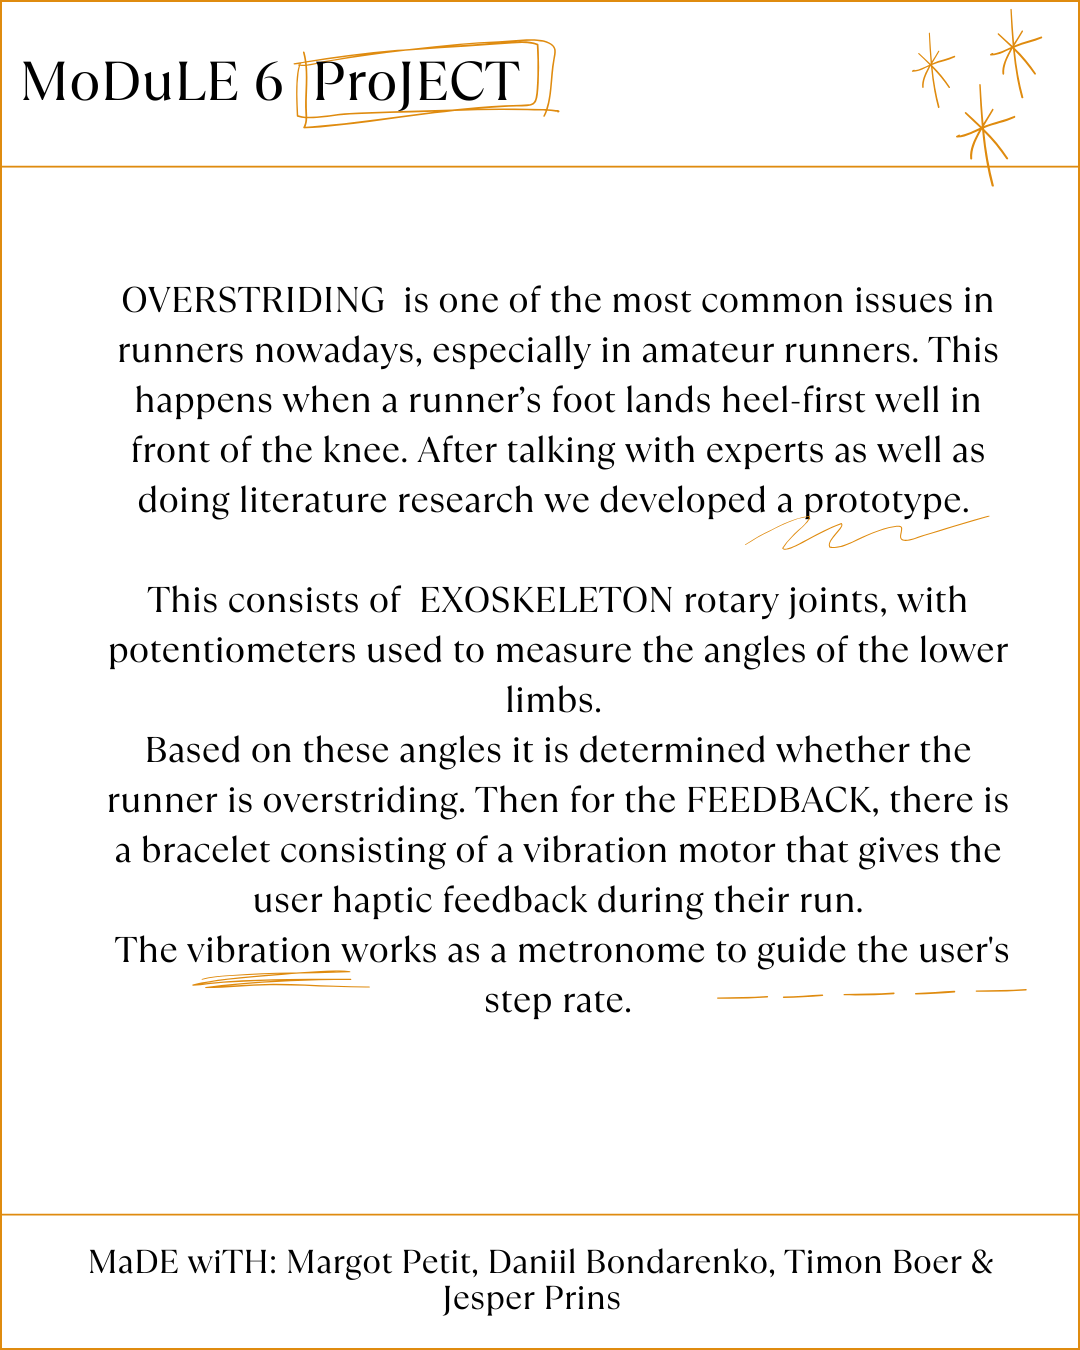 MoDuLE 6 ProJECT
OVERSTRIDING is one of the most common issues in
runners nowadays, especially in amateur runners. This
happens when a runner’s foot lands heel-first well in
front of the knee. After talking with experts as well as
doing literature research we developed a prototype.
This consists of EXOSKELETON rotary joints, with
potentiometers used to measure the angles of the lower
limbs.
Based on these angles it is determined whether the
runner is overstriding. Then for the FEEDBACK, there is
a bracelet consisting of a vibration motor that gives the
user haptic feedback during their run.
The vibration works as a metronome to guide the user's
step rate.
MaDE wiTH: Margot Petit, Daniil Bondarenko, Timon Boer &
Jesper Prins